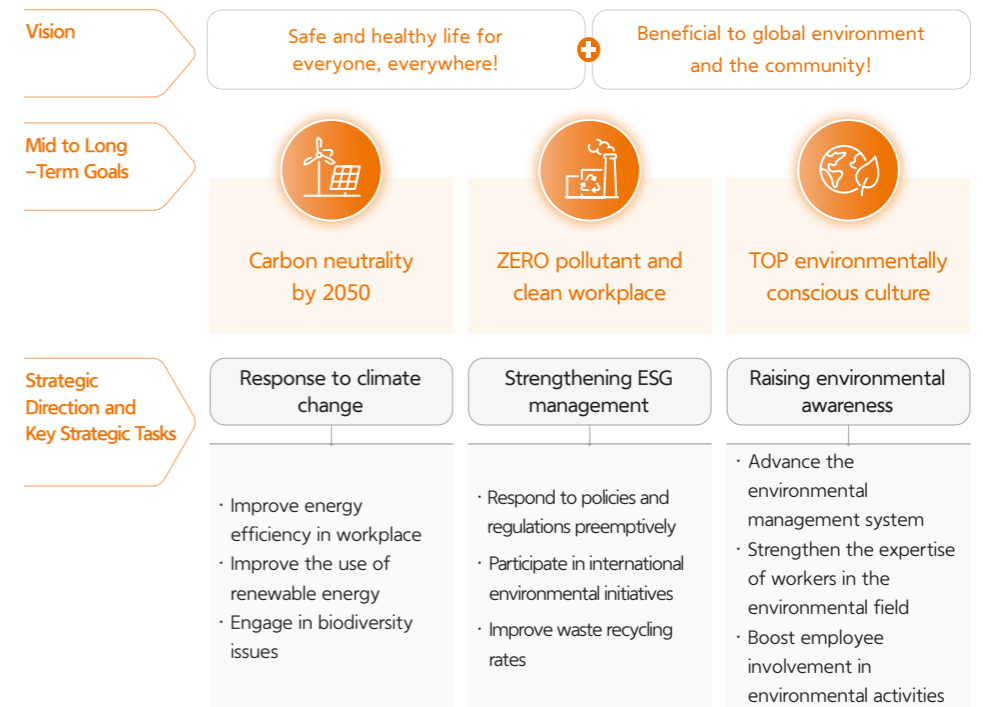 Vision
Safe and healthy life for
everyone, everywhere!
Beneficial to global environment
and the community!
Mid to Long
–Term Goals
Carbon neutrality
by 2050
ZERO pollutant and
clean workplace
TOP environmentally
conscious culture
Strategic
Direction and
Key Strategic Tasks
Response to climate
change
· Improve energy
efficiency in workplace
· Improve the use of
renewable energy
· Engage in biodiversity
issues
Strengthening ESG
management
· Respond to policies and
regulations preemptively
· Participate in international
environmental initiatives
· Improve waste recycling
rates
Raising environmental
awareness
· Advance the
environmental
management system
· Strengthen the expertise
of workers in the
environmental field
· Boost employee
involvement in
environmental activities